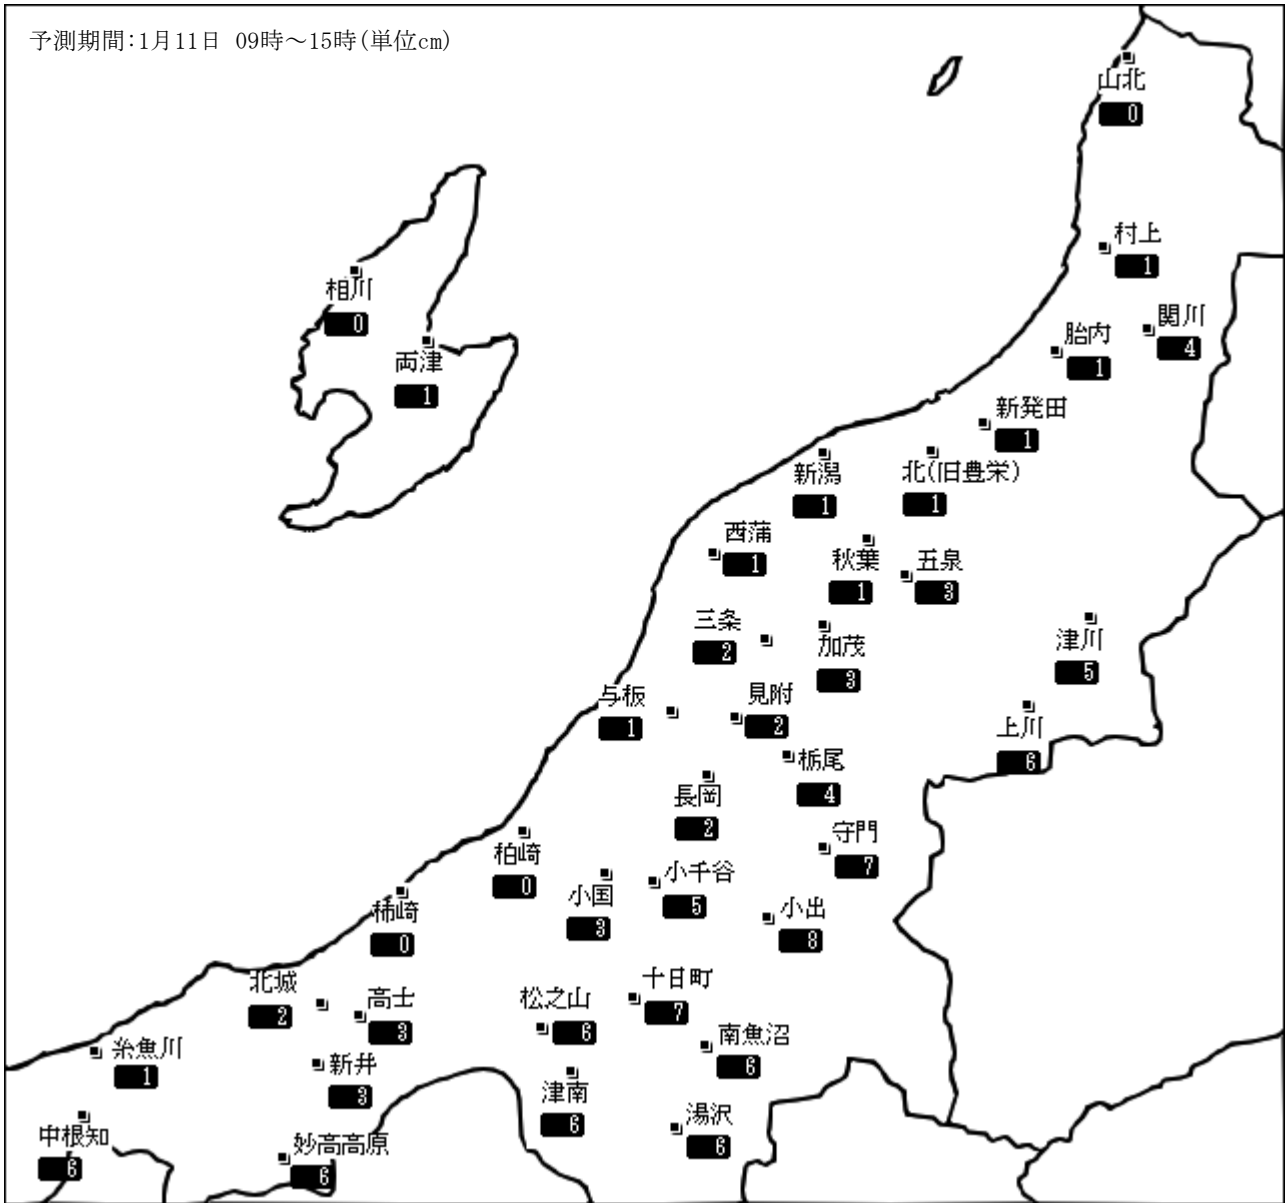 予測期間:1月11日 09時～15時(単位cm)
山北
0
村上
1
相川
0
関川
4
胎内
1
両津
1
新発田
1
新潟
1
北(旧豊栄)
1
西蒲
1
秋葉
1
五泉
3
三条
2
加茂
3
津川
5
与板
1
見附
2
上川
6
栃尾
4
長岡
2
守門
7
柏崎
0
小千谷
5
小国
3
小出
8
柿崎
0
北城
2
高士
3
松之山
6
十日町
7
南魚沼
6
糸魚川
1
新井
3
津南
6
湯沢
6
中根知
6
妙高高原
6